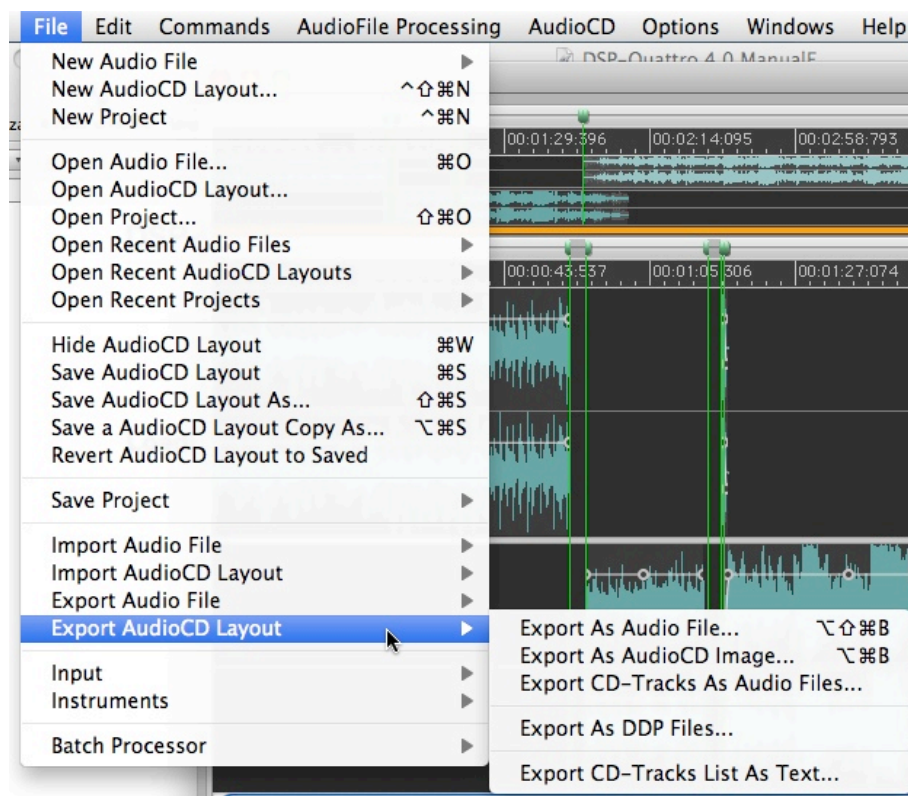 File Edit Commands AudioFile Processing AudioCD Options Windows Help
DSP-Quattro 4.0 ManualE
New Audio File
New AudioCD Layout... ^⇧⌘N
New Project ^⌘N
Open Audio File... ⌘O
Open AudioCD Layout...
Open Project... ⇧⌘O
Open Recent Audio Files
Open Recent AudioCD Layouts
Open Recent Projects
Hide AudioCD Layout ⌘W
Save AudioCD Layout ⌘S
Save AudioCD Layout As... ⇧⌘S
Save a AudioCD Layout Copy As... ⌥⌘S
Revert AudioCD Layout to Saved
Save Project
Import Audio File
Import AudioCD Layout
Export Audio File
Export AudioCD Layout
Input
Instruments
Batch Processor
Export As Audio File... ⌥⇧⌘B
Export As AudioCD Image... ⌥⌘B
Export CD-Tracks As Audio Files...
Export As DDP Files...
Export CD-Tracks List As Text...
00:01:29:396 00:02:14:095 00:02:58:793
00:00:43:537 00:01:05:306 00:01:27:074